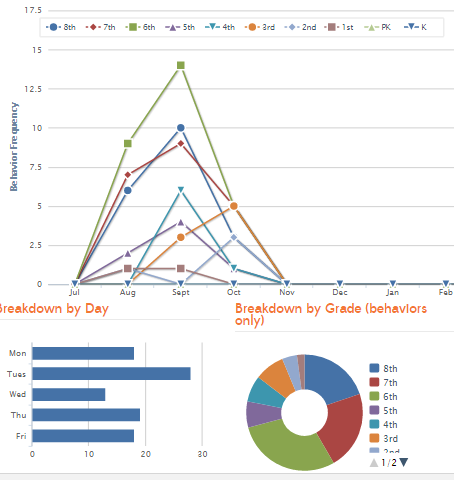 17.5
8th 7th 6th 5th 4th 3rd 2nd 1st PK K
15
12.5
10
7.5
5
2.5
0
Behavior Frequency
Jul Aug Sept Oct Nov Dec Jan Feb
Breakdown by Day
Mon
Tues
Wed
Thu
Fri
0 10 20 30
Breakdown by Grade (behaviors
only)
8th
7th
6th
5th
4th
3rd
2nd
1/2